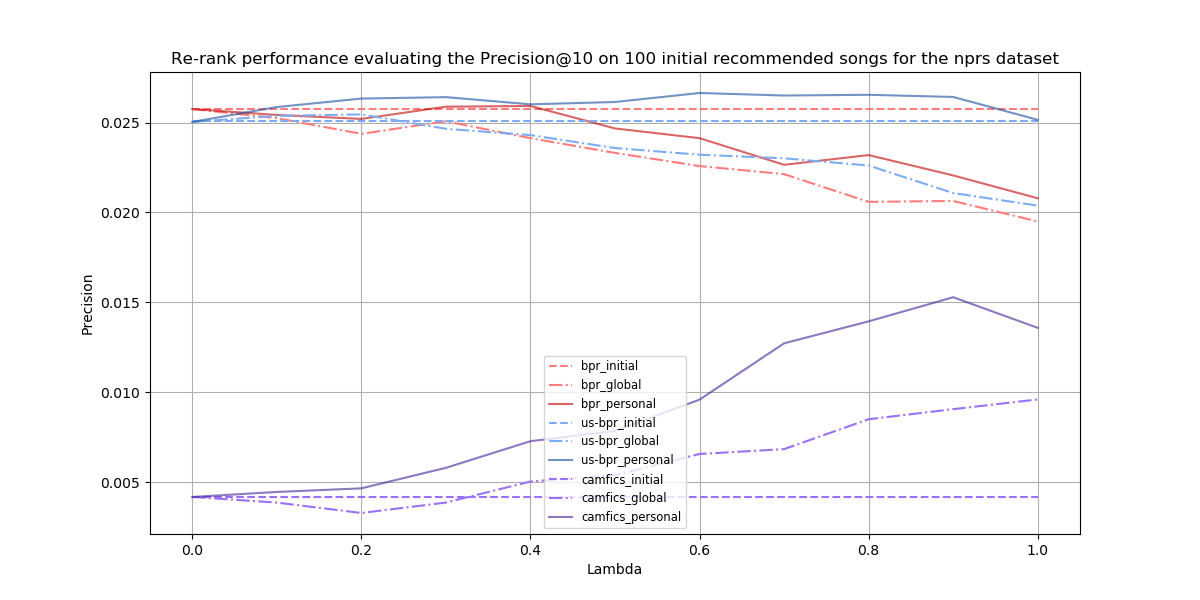 Re-rank performance evaluating the Precision@10 on 100 initial recommended songs for the nprs dataset
Precision
0.025
0.020
0.015
0.010
0.005
bpr_initial
bpr_global
bpr_personal
us-bpr_initial
us-bpr_global
us-bpr_personal
camfics_initial
camfics_global
camfics_personal
0.0 0.2 0.4 0.6 0.8 1.0
Lambda